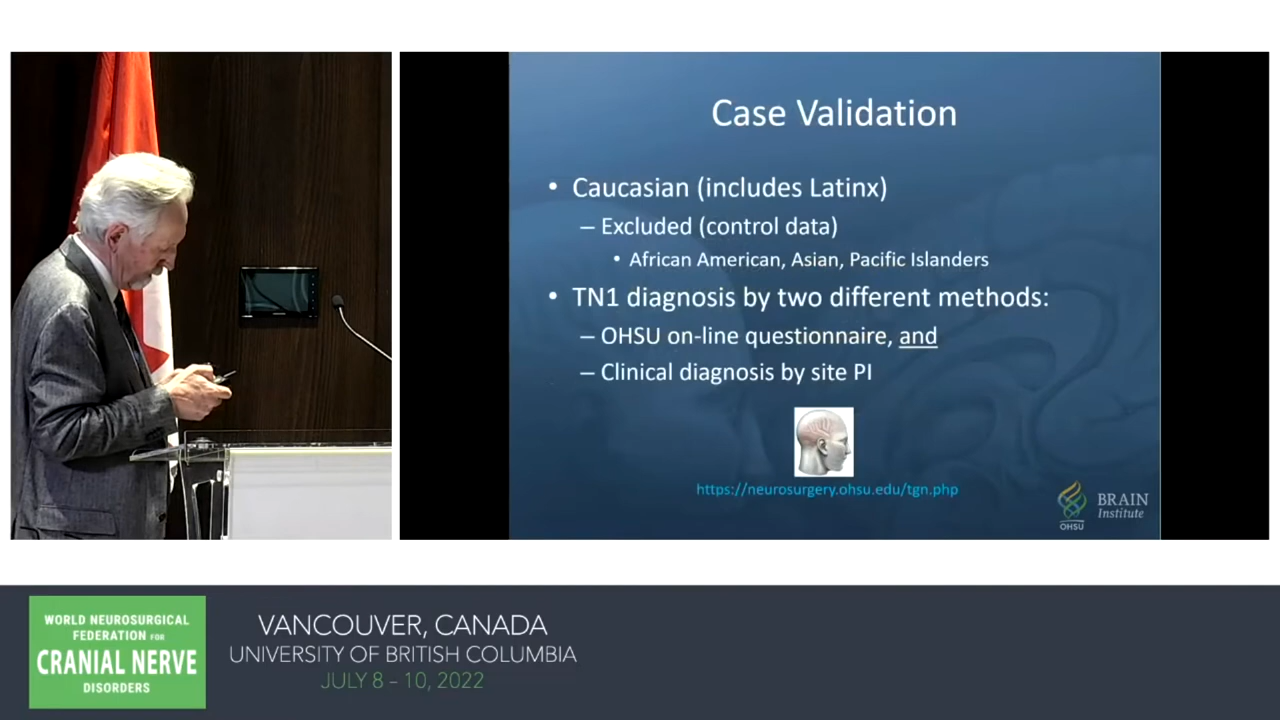 Case Validation
• Caucasian (includes Latinx)
– Excluded (control data)
• African American, Asian, Pacific Islanders
• TN1 diagnosis by two different methods:
– OHSU on-line questionnaire, and
– Clinical diagnosis by site PI
https://neurosurgery.ohsu.edu/tgn.php
BRAIN
Institute
OHSU
WORLD NEUROSURGICAL
FEDERATION FOR
CRANIAL NERVE
DISORDERS
VANCOUVER, CANADA
UNIVERSITY OF BRITISH COLUMBIA
JULY 8 – 10, 2022